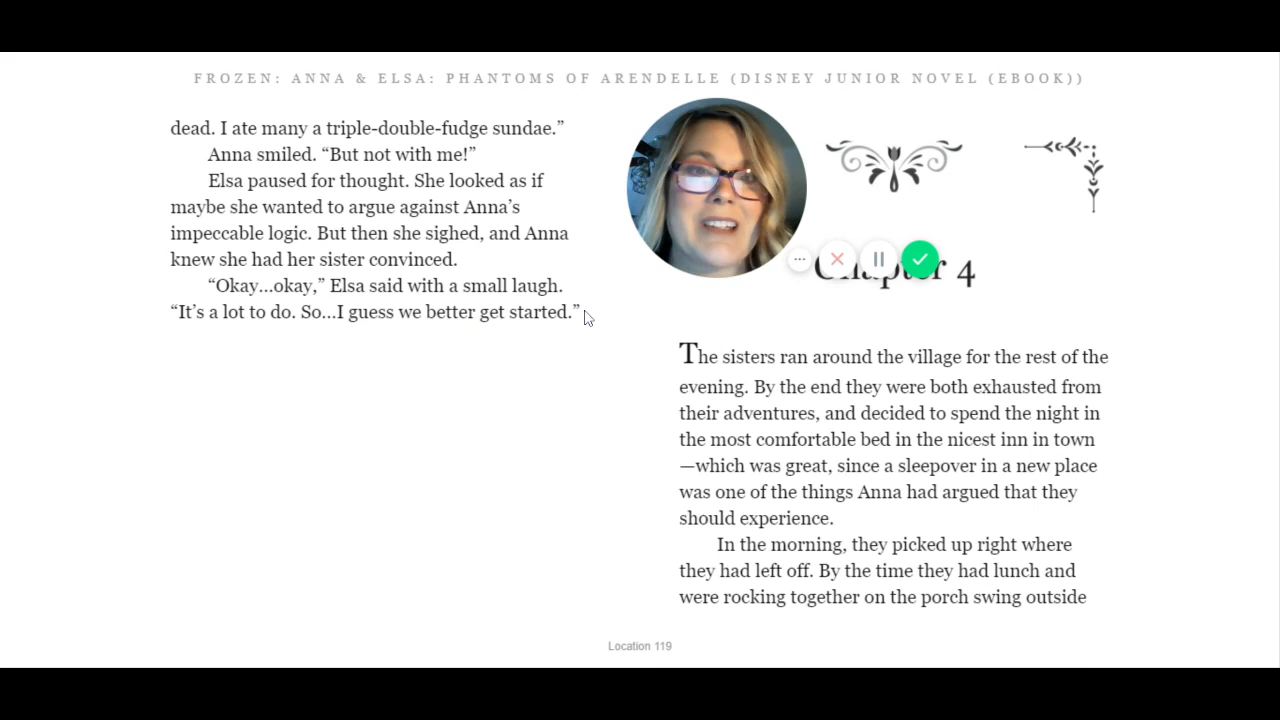 FROZEN: ANNA & ELSA: PHANTOMS OF ARENDELLE (DISNEY JUNIOR NOVEL (EBOOK))
dead. I ate many a triple-double-fudge sundae.”
Anna smiled. “But not with me!”
Elsa paused for thought. She looked as if
maybe she wanted to argue against Anna’s
impeccable logic. But then she sighed, and Anna
knew she had her sister convinced.
“Okay...okay,” Elsa said with a small laugh.
“It’s a lot to do. So...I guess we better get started.”
Chapter 4
The sisters ran around the village for the rest of the
evening. By the end they were both exhausted from
their adventures, and decided to spend the night in
the most comfortable bed in the nicest inn in town
—which was great, since a sleepover in a new place
was one of the things Anna had argued that they
should experience.
In the morning, they picked up right where
they had left off. By the time they had lunch and
were rocking together on the porch swing outside
Location 119